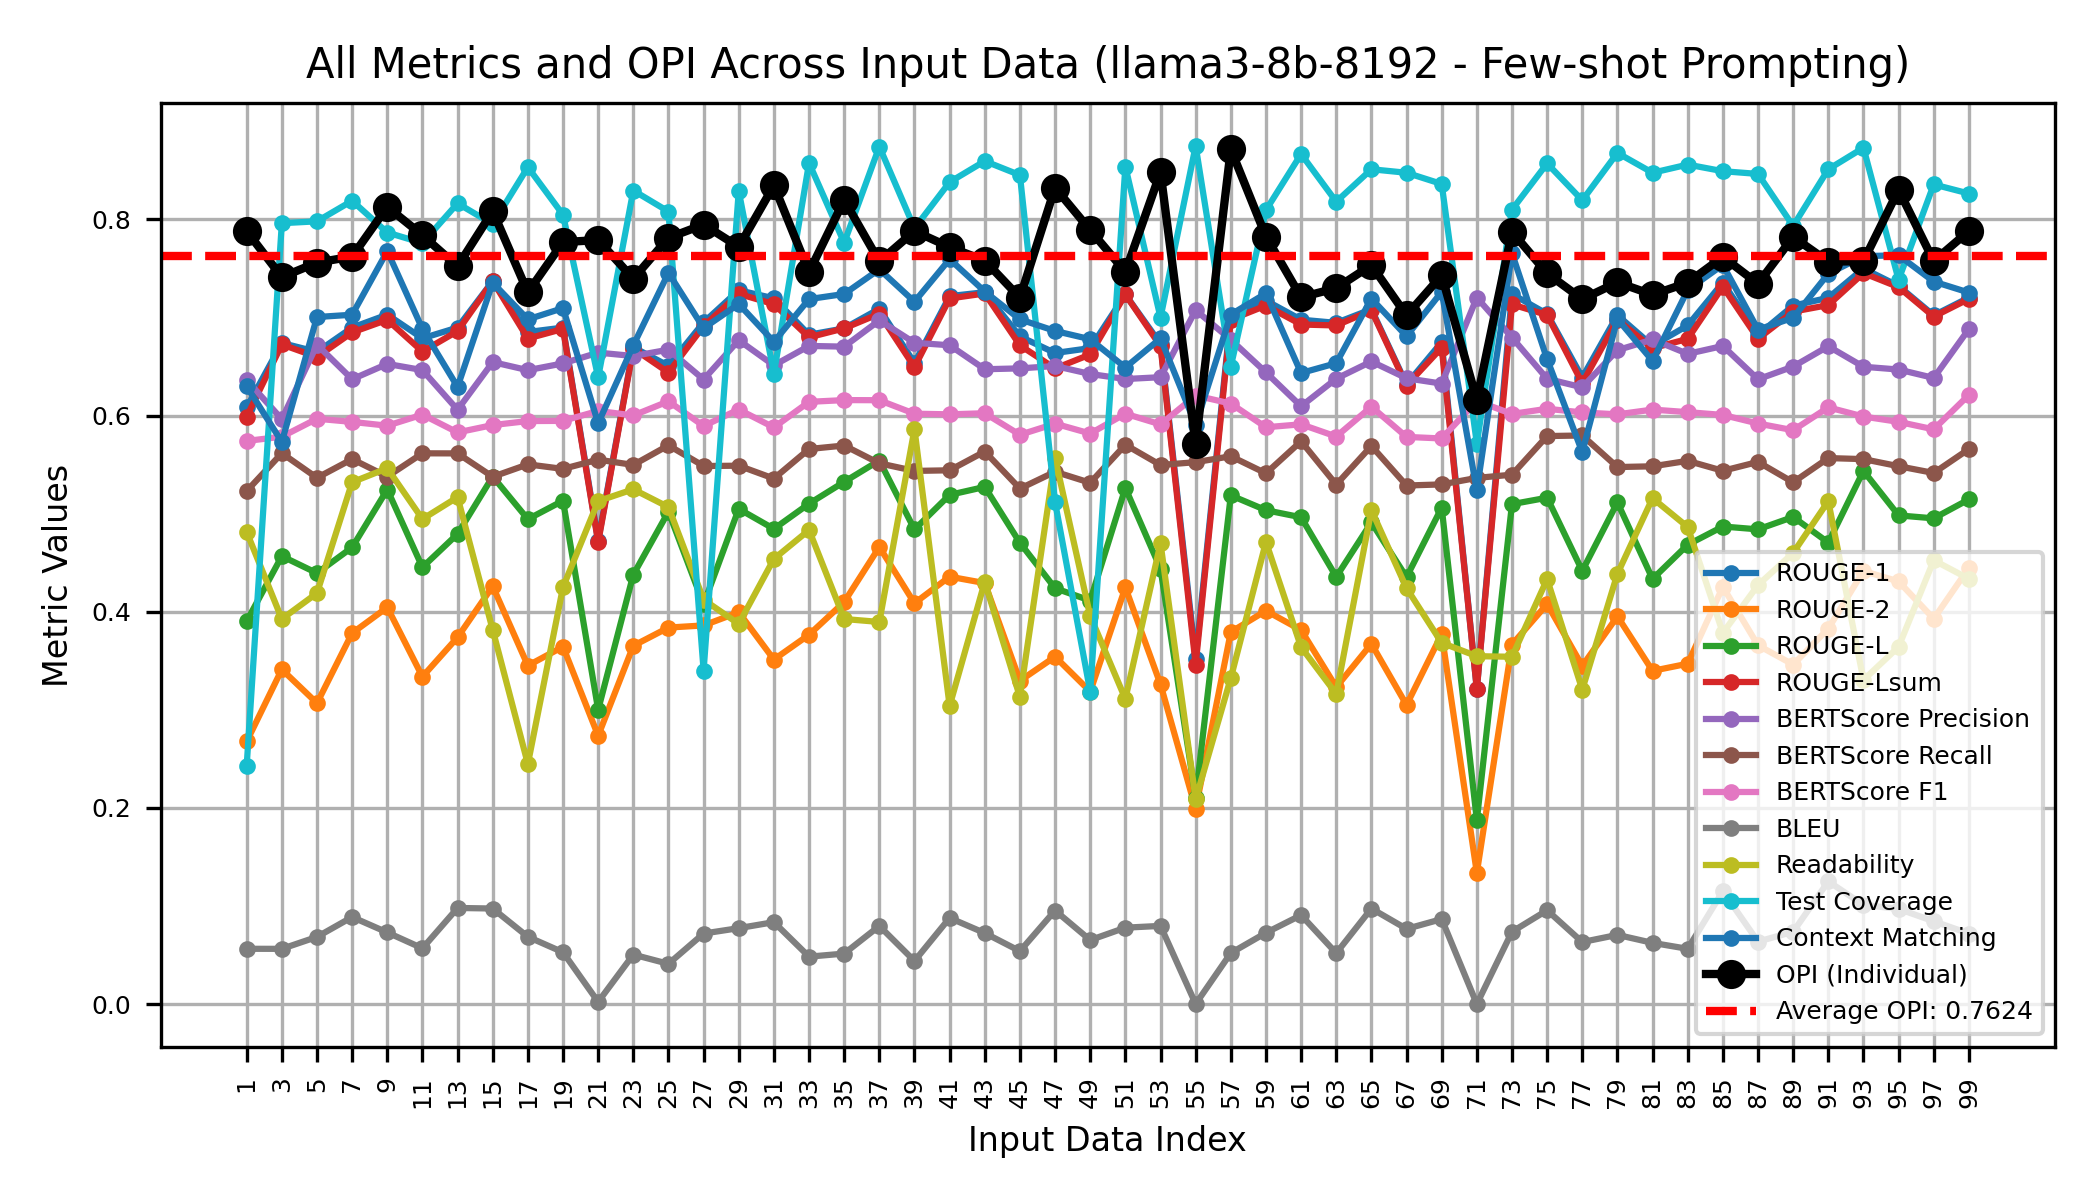 All Metrics and OPI Across Input Data (llama3-8b-8192 - Few-shot Prompting)
Metric Values
0.8
0.6
0.4
0.2
0.0
ROUGE-1
ROUGE-2
ROUGE-L
ROUGE-Lsum
BERTScore Precision
BERTScore Recall
BERTScore F1
BLEU
Readability
Test Coverage
Context Matching
OPI (Individual)
Average OPI: 0.7624
1 3 5 7 9 11 13 15 17 19 21 23 25 27 29 31 33 35 37 39 41 43 45 47 49 51 53 55 57 59 61 63 65 67 69 71 73 75 77 79 81 83 85 87 89 91 93 95 97 99
Input Data Index